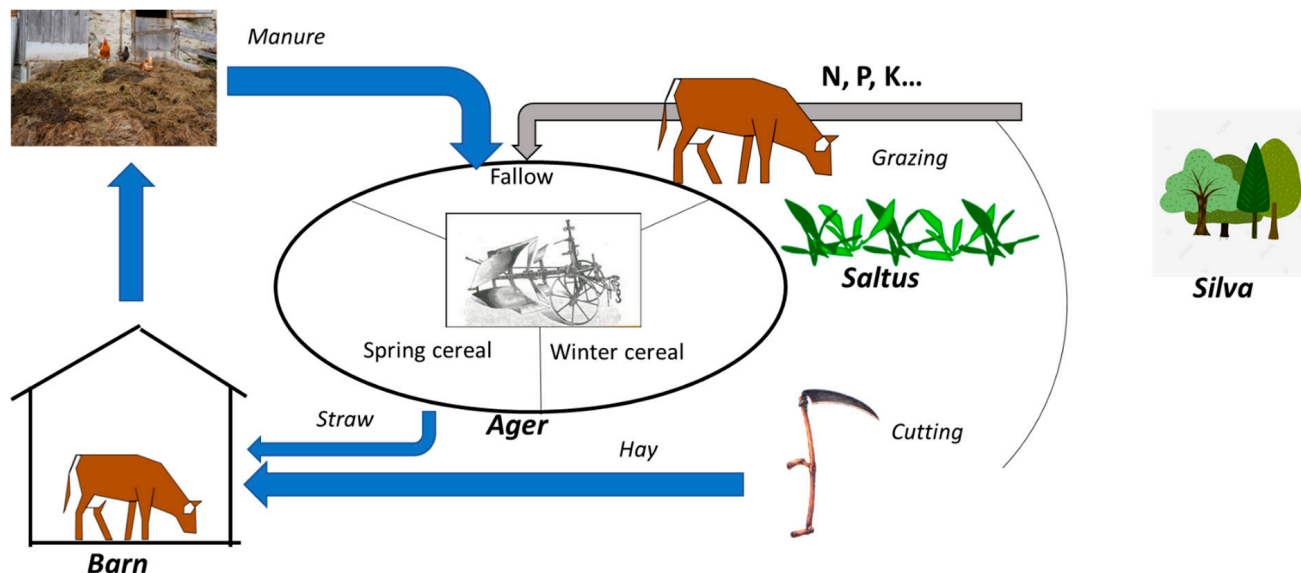 Manure
N, P, K...
Grazing
Fallow
Saltus
Silva
Spring cereal
Winter cereal
Straw
Ager
Hay
Cutting
Barn